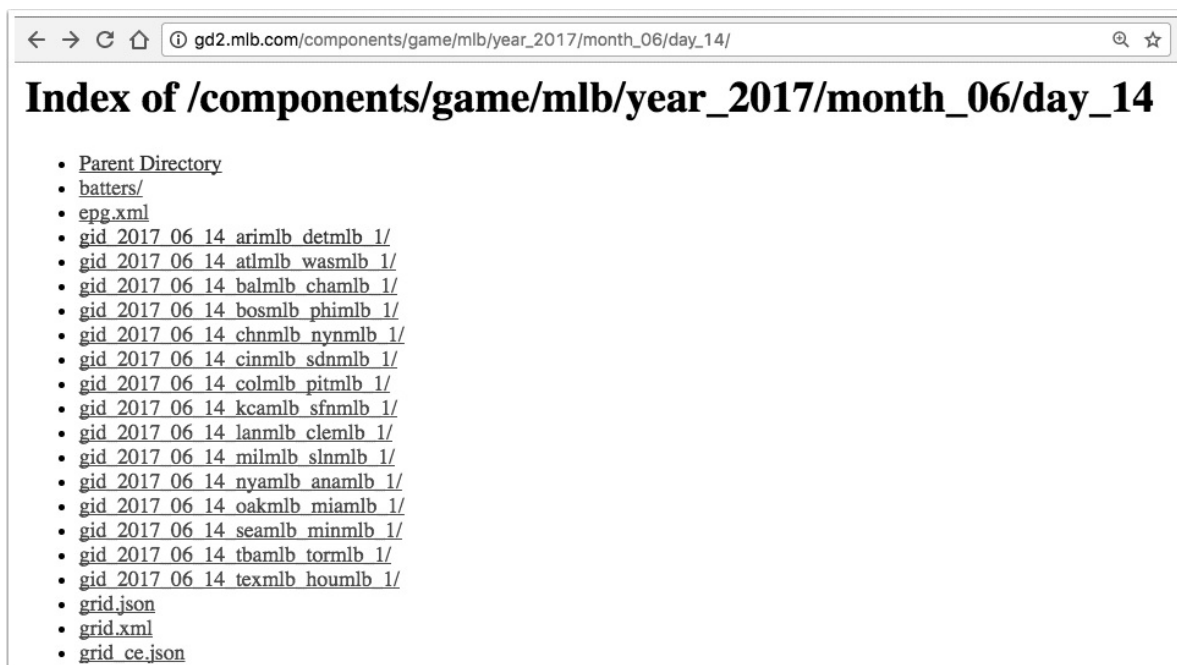 gd2.mlb.com/components/game/mlb/year_2017/month_06/day_14/
Index of /components/game/mlb/year_2017/month_06/day_14
Parent Directory
batters/
epg.xml
gid_2017_06_14_arimlb_detmlb_1/
gid_2017_06_14_atlmlb_wasmlb_1/
gid_2017_06_14_balmlb_chamlb_1/
gid_2017_06_14_bosmlb_phimlb_1/
gid_2017_06_14_chnmlb_nynmlb_1/
gid_2017_06_14_cinmlb_sdnmlb_1/
gid_2017_06_14_colmlb_pitmlb_1/
gid_2017_06_14_kcamlb_sfnmlb_1/
gid_2017_06_14_lanmlb_clemlb_1/
gid_2017_06_14_milmlb_slnmlb_1/
gid_2017_06_14_nyamlb_anamlb_1/
gid_2017_06_14_oakmlb_miamlb_1/
gid_2017_06_14_seamlb_minmlb_1/
gid_2017_06_14_tbamlb_tormlb_1/
gid_2017_06_14_texmlb_houmlb_1/
grid.json
grid.xml
grid_ce.json